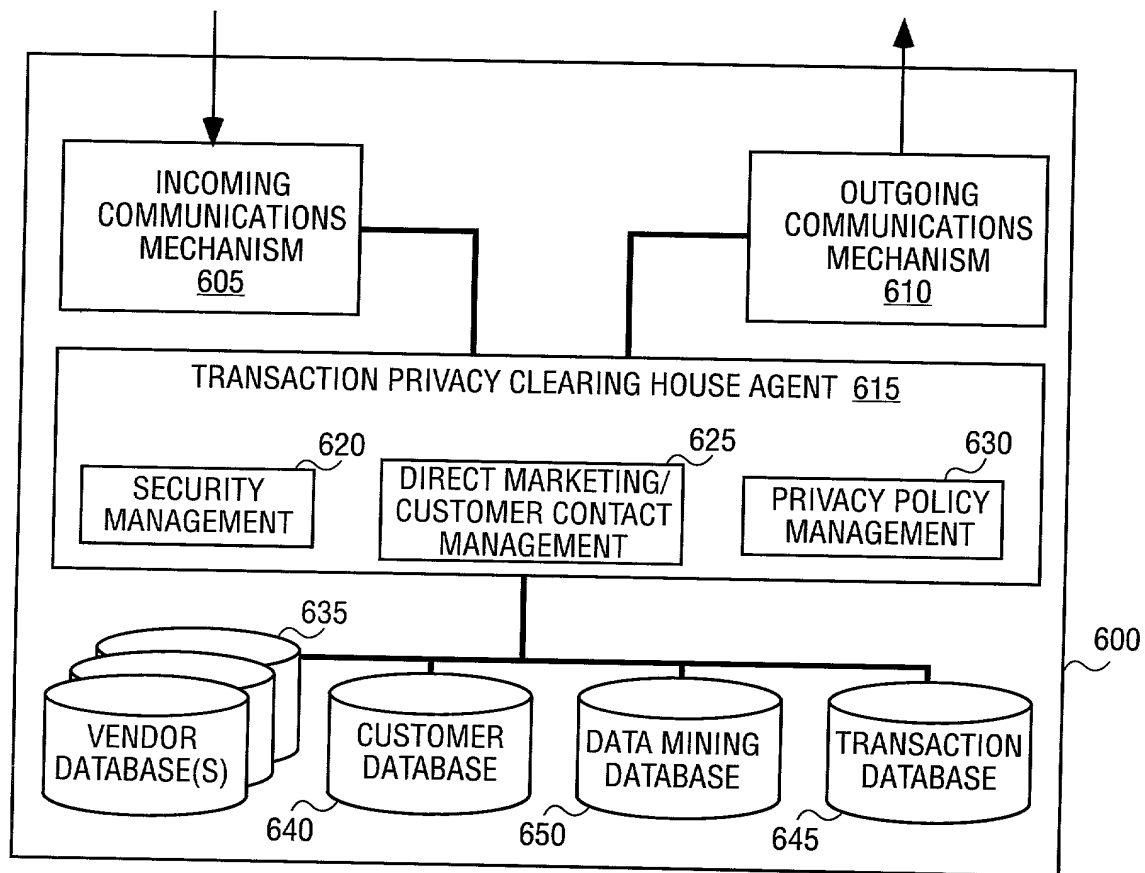 INCOMING
COMMUNICATIONS
MECHANISM
605
OUTGOING
COMMUNICATIONS
MECHANISM
610
TRANSACTION PRIVACY CLEARING HOUSE AGENT 615
620
SECURITY
MANAGEMENT
625
DIRECT MARKETING/
CUSTOMER CONTACT
MANAGEMENT
630
PRIVACY POLICY
MANAGEMENT
635
VENDOR
DATABASE(S)
CUSTOMER
DATABASE
640
DATA MINING
DATABASE
650
TRANSACTION
DATABASE
645
600